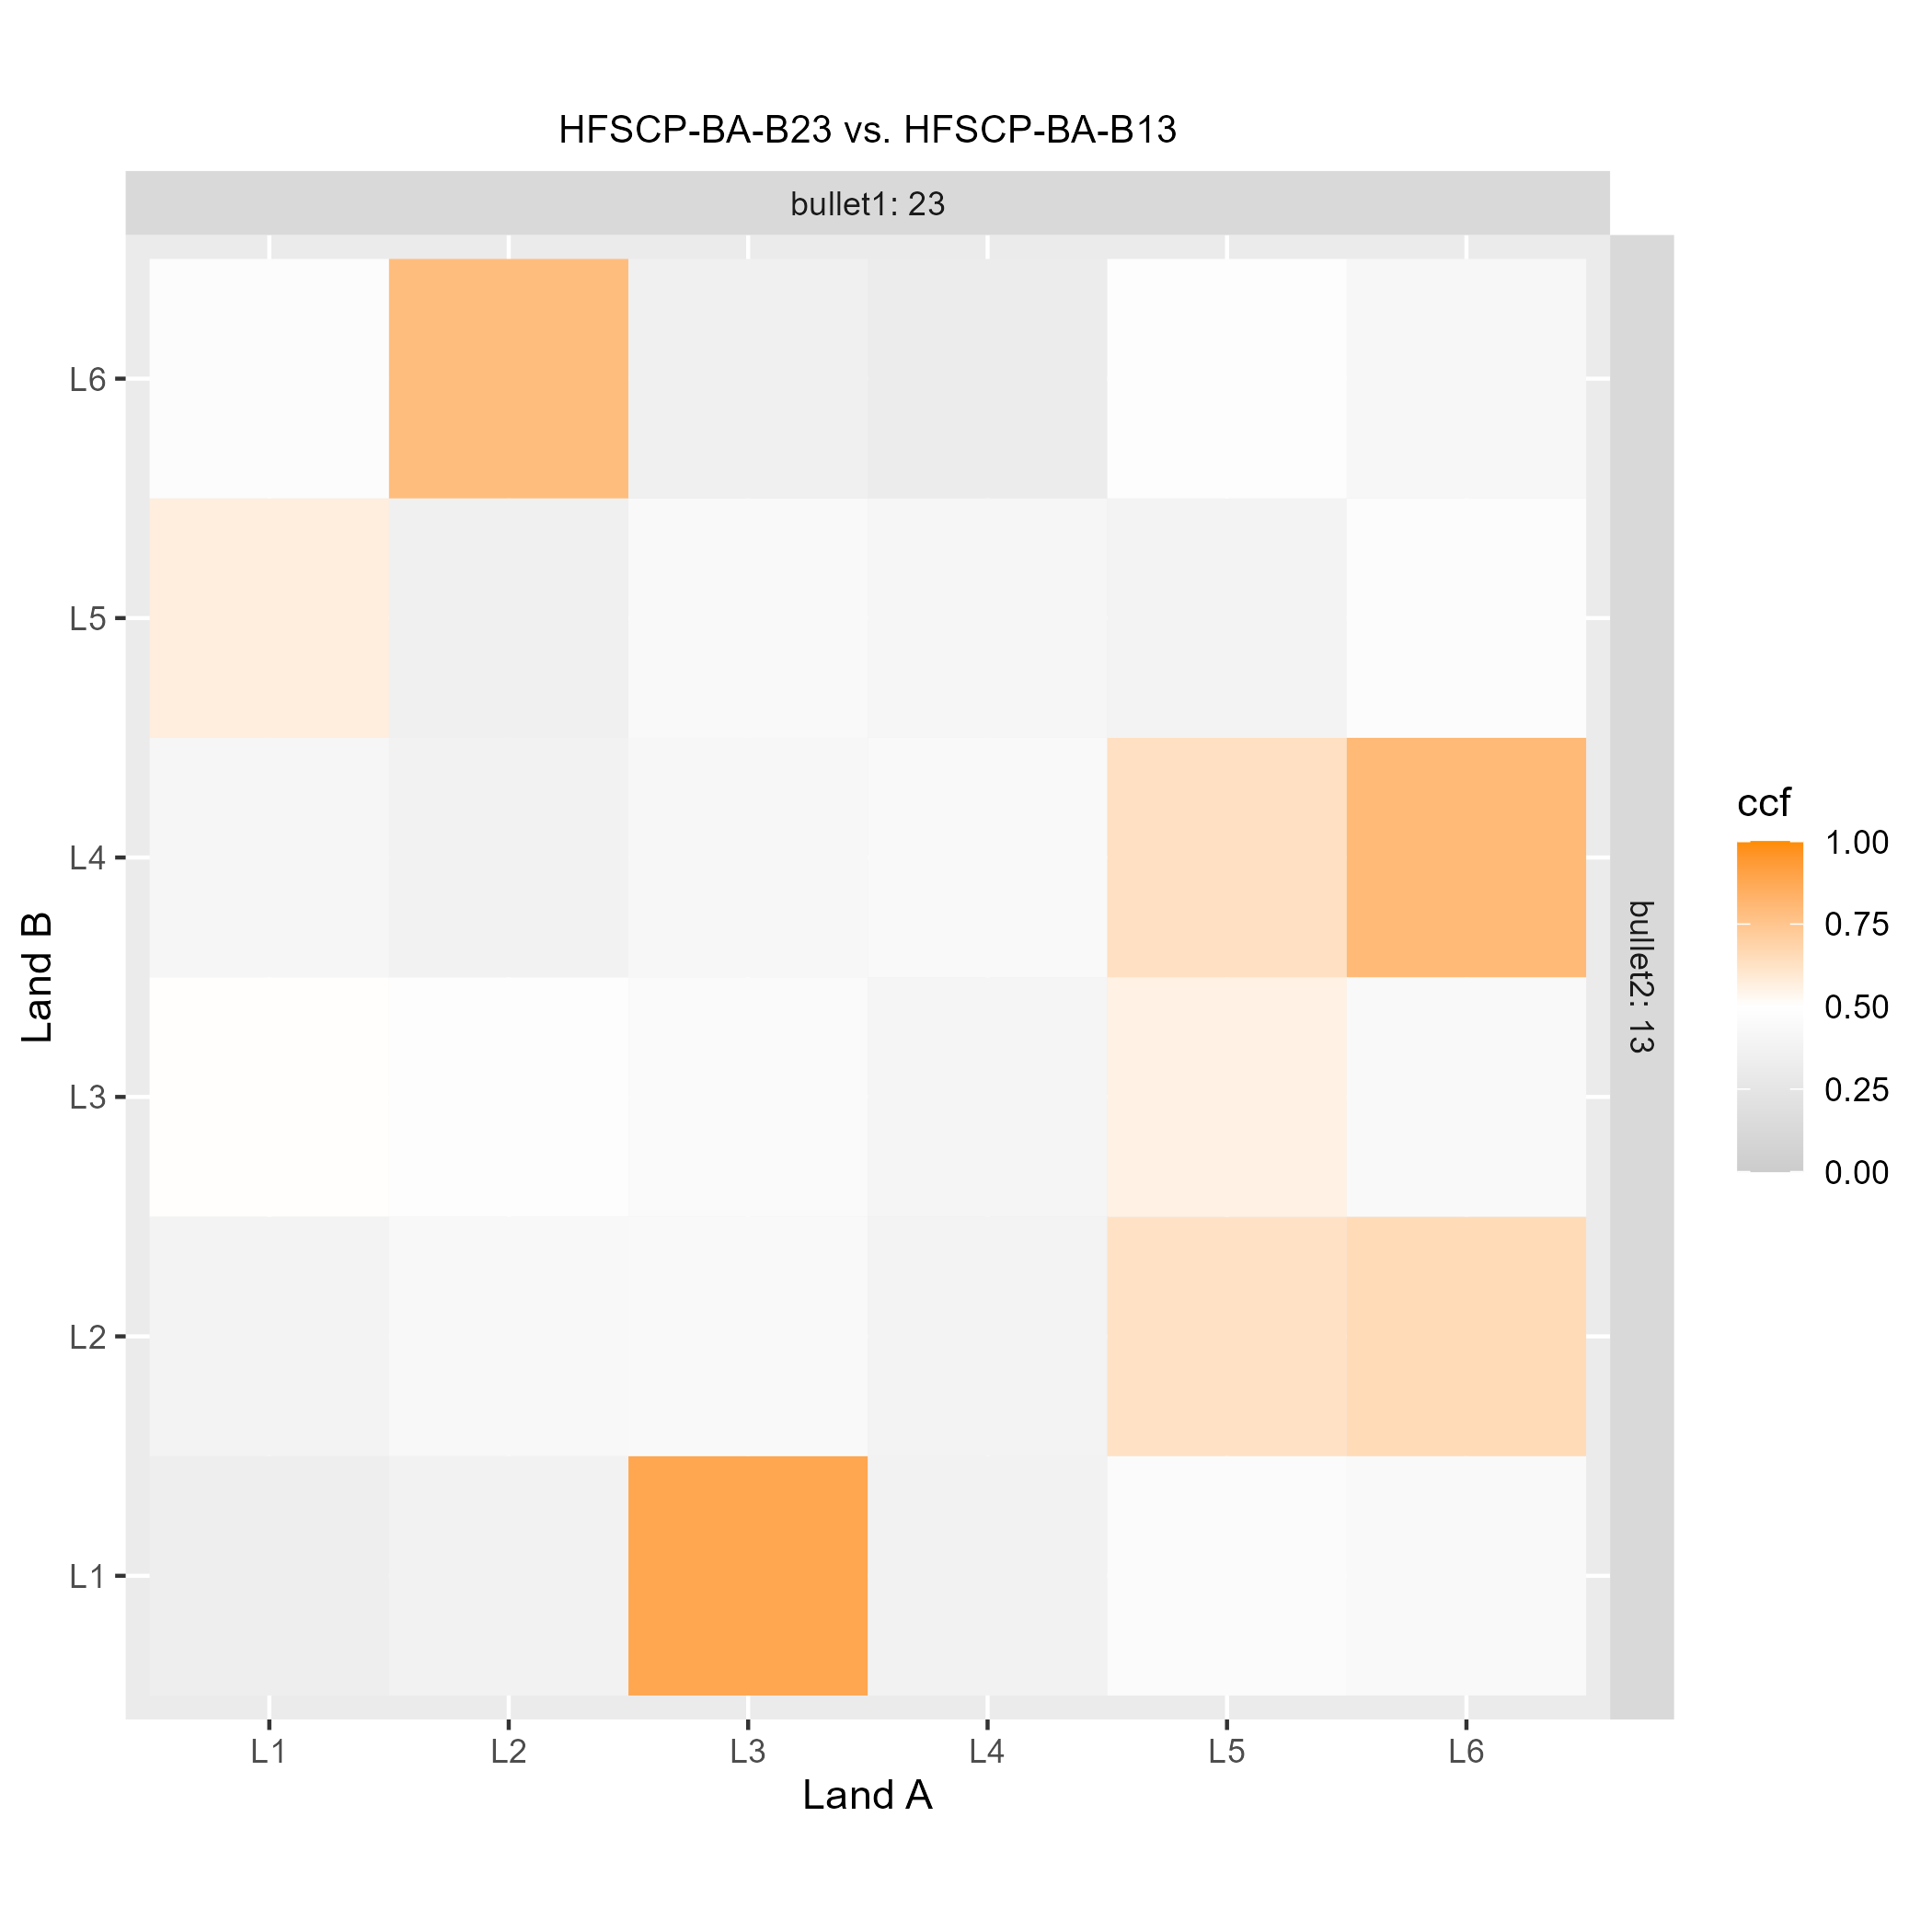 HFSCP-BA-B23 vs. HFSCP-BA-B13
bullet1: 23
L6
L5
L4
L3
L2
L1
Land B
bullet2: 13
L1 L2 L3 L4 L5 L6
Land A
ccf
1.00
0.75
0.50
0.25
0.00